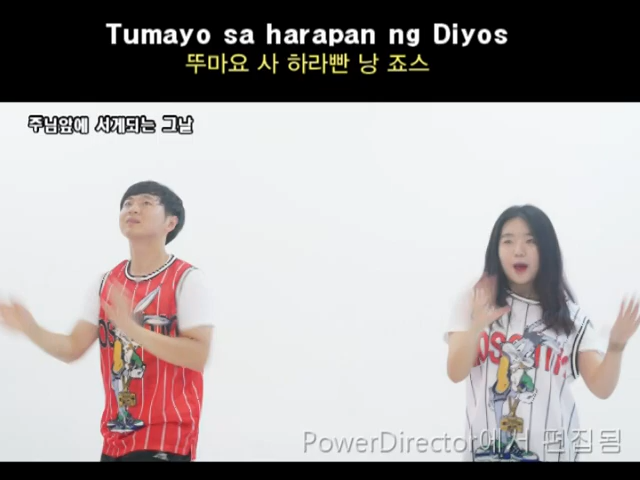 Tumayo sa harapan ng Diyos
뚜마요 사 하라빤 낭 죠스
주님앞에 서게되는 그날
PowerDirector에서 편집됨